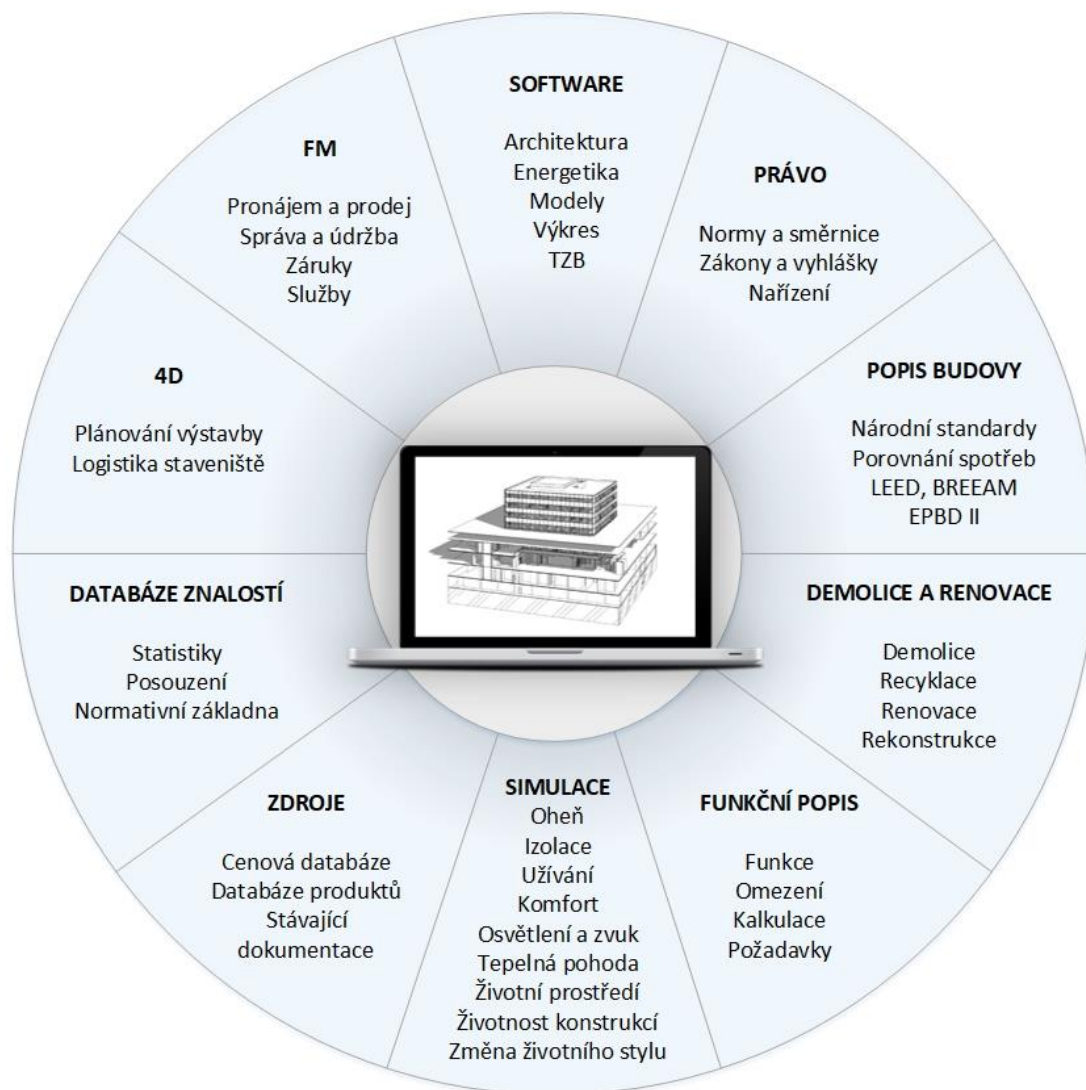 SOFTWARE
Architektura
Energetika
Modely
Výkres
TZB
PRÁVO
Normy a směrnice
Zákony a vyhlášky
Nařízení
POPIS BUDOVY
Národní standardy
Porovnání spotřeb
LEED, BREEAM
EPBD II
DEMOLICE A RENOVACE
Demolice
Recyklace
Renovace
Rekonstrukce
FUNKČNÍ POPIS
Funkce
Omezení
Kalkulace
Požadavky
SIMULACE
Oheň
Izolace
Užívání
Komfort
Osvětlení a zvuk
Tepelná pohoda
Životní prostředí
Životnost konstrukcí
Změna životního stylu
ZDROJE
Cenová databáze
Databáze produktů
Stávající
dokumentace
DATABÁZE ZNALOSTÍ
Statistiky
Posouzení
Normativní základna
4D
Plánování výstavby
Logistika staveniště
FM
Pronájem a prodej
Správa a údržba
Záruky
Služby